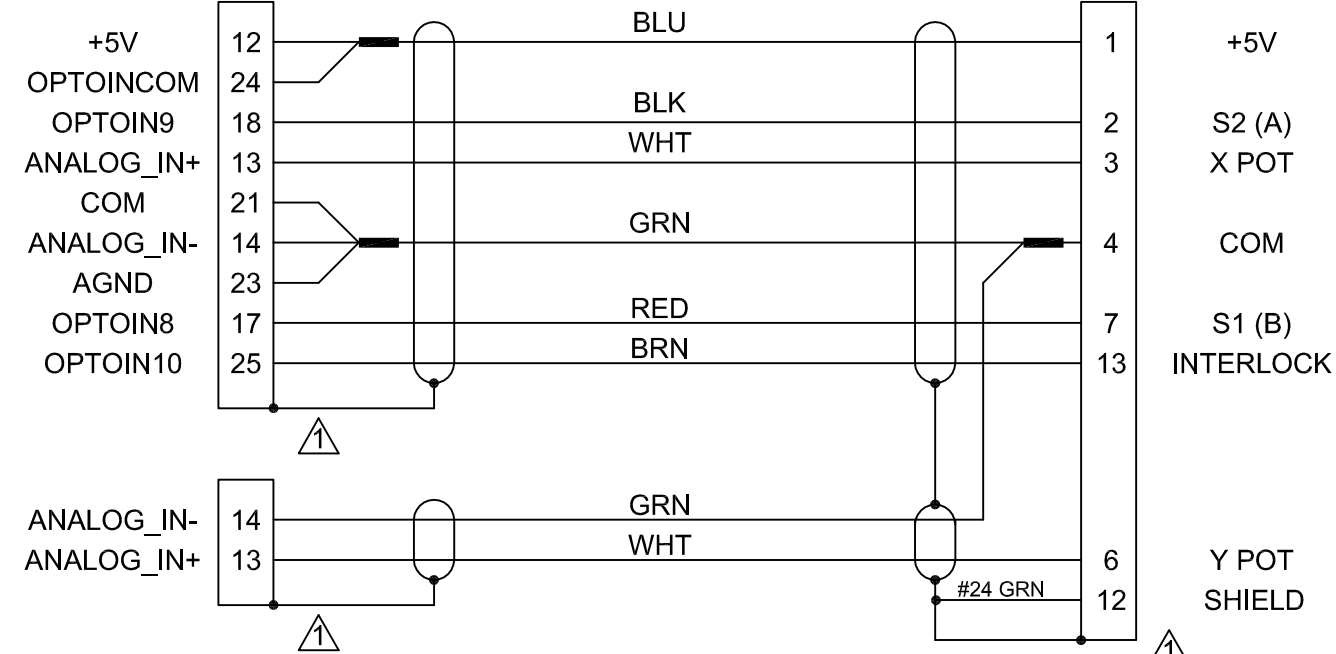 BLU
+5V 12 1 +5V
OPTOINCOM 24
BLK
OPTOIN9 18 2 S2 (A)
WHT
ANALOG_IN+ 13 3 X POT
COM 21
GRN
ANALOG_IN- 14 4 COM
AGND 23
RED
OPTOIN8 17 7 S1 (B)
BRN
OPTOIN10 25 13 INTERLOCK
1
GRN
ANALOG_IN- 14
WHT
ANALOG_IN+ 13 6 Y POT
#24 GRN 12 SHIELD
1
1